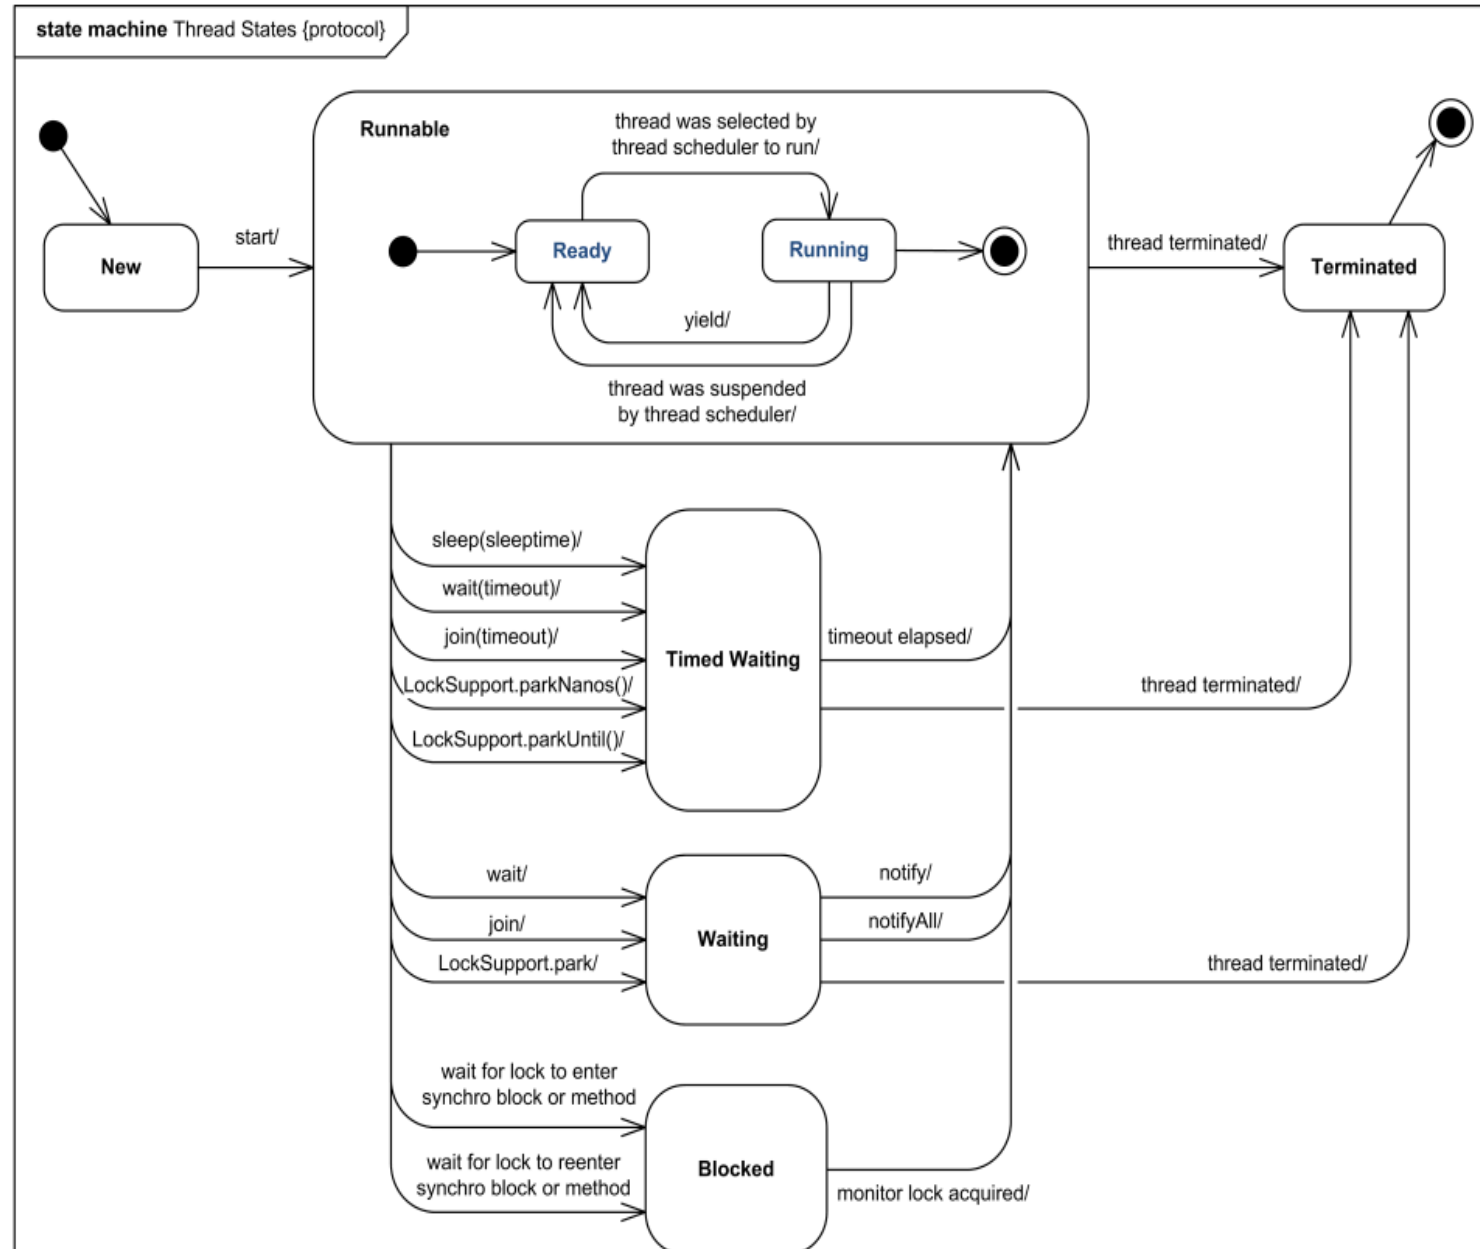 state machine Thread States {protocol}
Runnable
thread was selected by
thread scheduler to run/
New
start/
Ready
Running
thread terminated/
Terminated
yield/
thread was suspended
by thread scheduler/
sleep(sleeptime)/
wait(timeout)/
join(timeout)/
LockSupport.parkNanos()/
LockSupport.parkUntil()/
Timed Waiting
timeout elapsed/
thread terminated/
wait/
join/
LockSupport.park/
Waiting
notify/
notifyAll/
thread terminated/
wait for lock to enter
synchro block or method
wait for lock to reenter
synchro block or method
Blocked
monitor lock acquired/